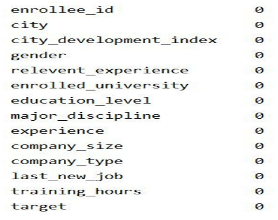 enrollee_id 0
city 0
city_development_index 0
gender 0
relevent_experience 0
enrolled_university 0
education_level 0
major_discipline 0
experience 0
company_size 0
company_type 0
last_new_job 0
training_hours 0
target 0